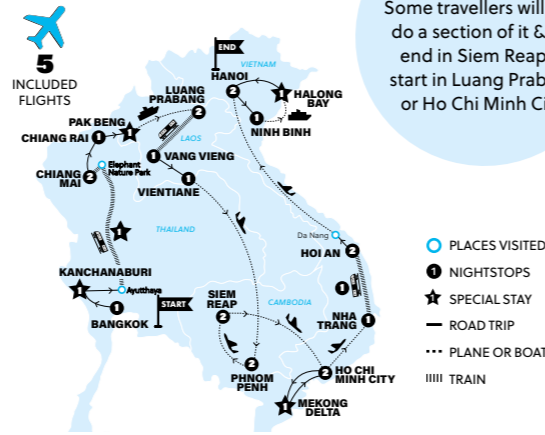 5
INCLUDED
FLIGHTS
Some travellers will
do a section of it &
end in Siem Reap
start in Luang Prab
or Ho Chi Minh Ci
END
VIETNAM
HANOI
2
1
HALONG
BAY
1
NINH BINH
LUANG
PRABANG
2
PAK BENG
1
CHIANG RAI
1
LAOS
1
VANG VIENG
Elephant
Nature Park
CHIANG
MAI
2
1
VIENTIANE
1
THAILAND
Da Nang
HOI AN
2
KANCHANABURI
1
Ayutthaya
START
1
BANGKOK
SIEM
REAP
2
CAMBODIA
1
NHA
TRANG
1
2
PHNOM
PENH
2
HO CHI
MINH CITY
1
MEKONG
DELTA
PLACES VISITED
1 NIGHTSTOPS
1 SPECIAL STAY
ROAD TRIP
PLANE OR BOAT
TRAIN